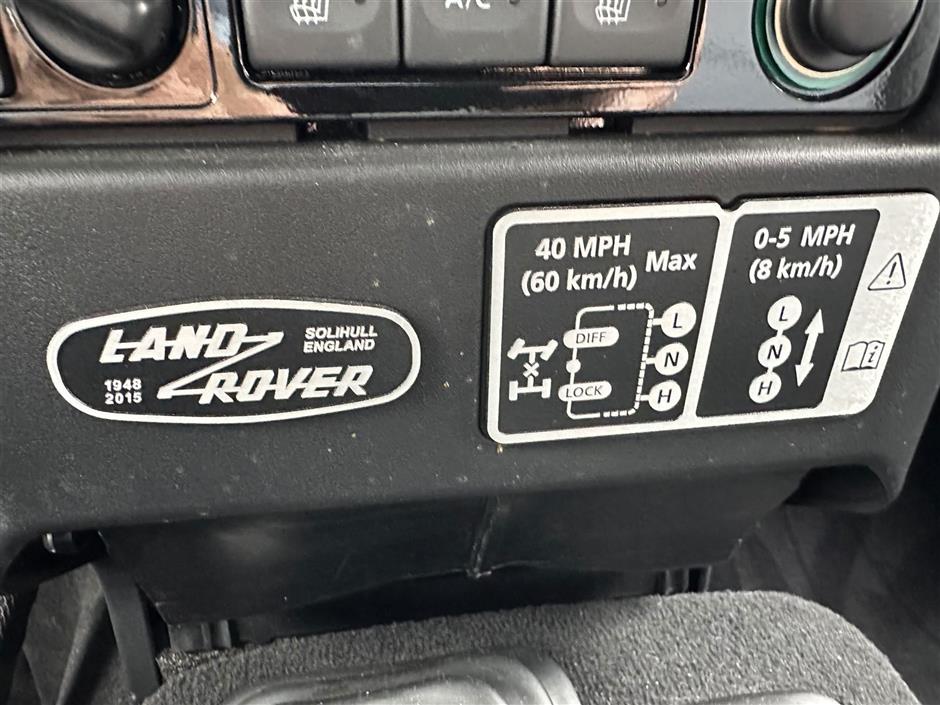 A/C
LAND
ROVER
SOLIHULL
ENGLAND
1948
2015
40 MPH
(60 km/h) Max
DIFF
LOCK
L
N
H
0-5 MPH
(8 km/h)
L
N
H